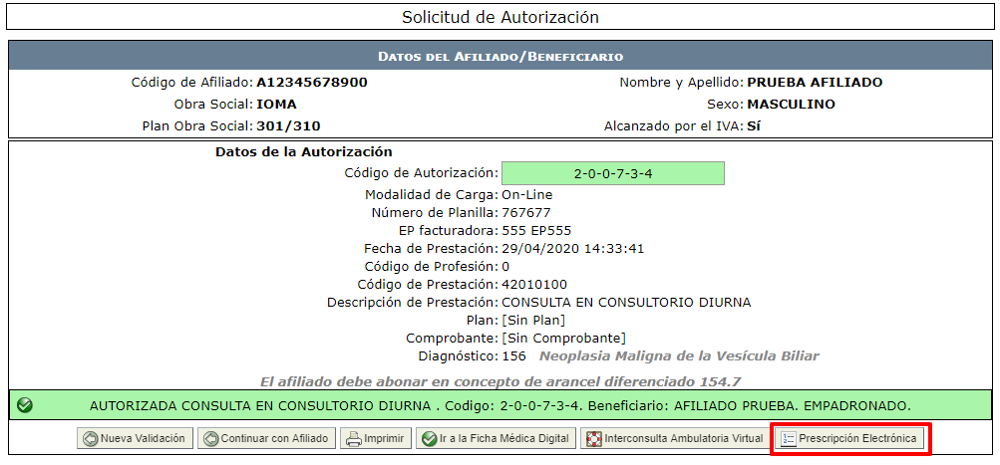 Solicitud de Autorización
DATOS DEL AFILIADO/BENEFICIARIO
Código de Afiliado: A12345678900 Nombre y Apellido: PRUEBA AFILIADO
Obra Social: IOMA Sexo: MASCULINO
Plan Obra Social: 301/310 Alcanzado por el IVA: Sí
Datos de la Autorización
Código de Autorización: 2-0-0-7-3-4
Modalidad de Carga: On-Line
Número de Planilla: 767677
EP facturadora: 555 EP555
Fecha de Prestación: 29/04/2020 14:33:41
Código de Profesión: 0
Código de Prestación: 42010100
Descripción de Prestación: CONSULTA EN CONSULTORIO DIURNA
Plan: [Sin Plan]
Comprobante: [Sin Comprobante]
Diagnóstico: 156 Neoplasia Maligna de la Vesícula Biliar
El afiliado debe abonar en concepto de arancel diferenciado 154.7
AUTORIZADA CONSULTA EN CONSULTORIO DIURNA . Codigo: 2-0-0-7-3-4. Beneficiario: AFILIADO PRUEBA. EMPADRONADO.
Nueva Validación Continuar con Afiliado Imprimir Ir a la Ficha Médica Digital Interconsulta Ambulatoria Virtual Prescripción Electrónica